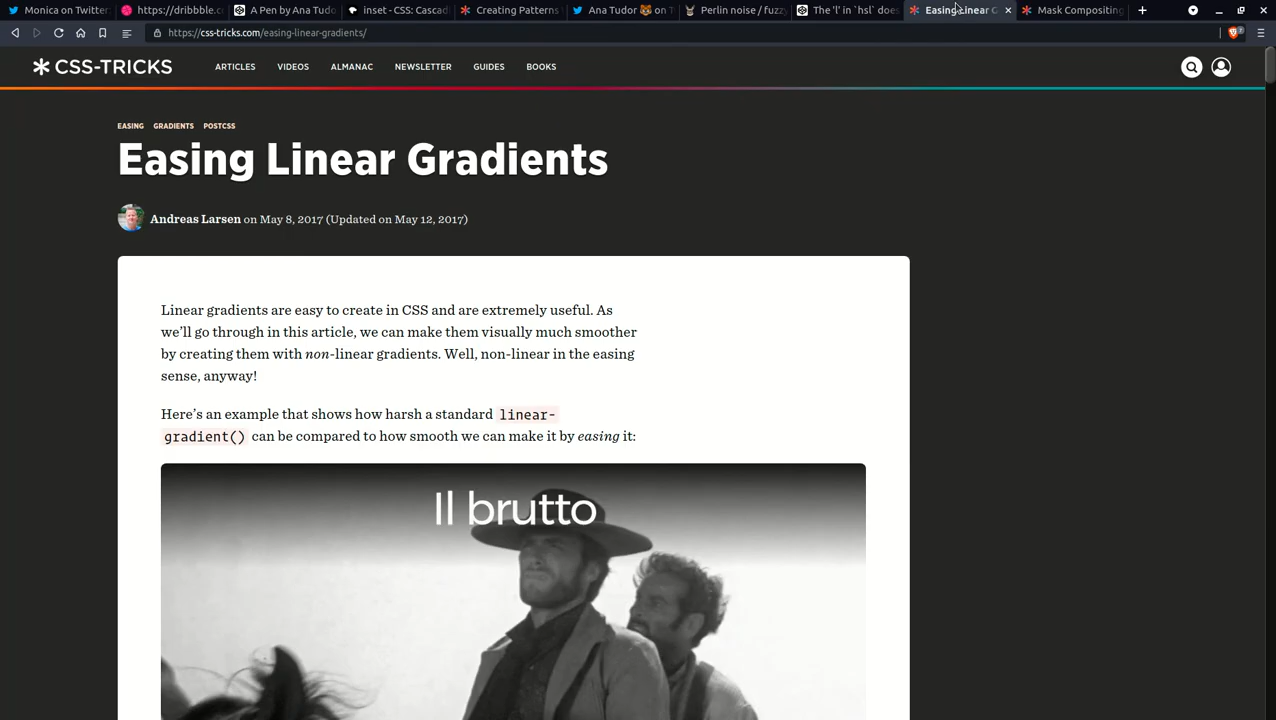 Monica on Twitter:
https://dribbble.c
A Pen by Ana Tudo
inset - CSS: Cascad
Creating Patterns
Ana Tudor 🦊 on T
Perlin noise / fuzzy
The 'l' in `hsl` does
Easing Linear G
Mask Compositing
https://css-tricks.com/easing-linear-gradients/
CSS-TRICKS
ARTICLES
VIDEOS
ALMANAC
NEWSLETTER
GUIDES
BOOKS
EASING GRADIENTS POSTCSS
Easing Linear Gradients
Andreas Larsen on May 8, 2017 (Updated on May 12, 2017)
Linear gradients are easy to create in CSS and are extremely useful. As
we’ll go through in this article, we can make them visually much smoother
by creating them with non-linear gradients. Well, non-linear in the easing
sense, anyway!
Here’s an example that shows how harsh a standard linear-
gradient() can be compared to how smooth we can make it by easing it:
Il brutto